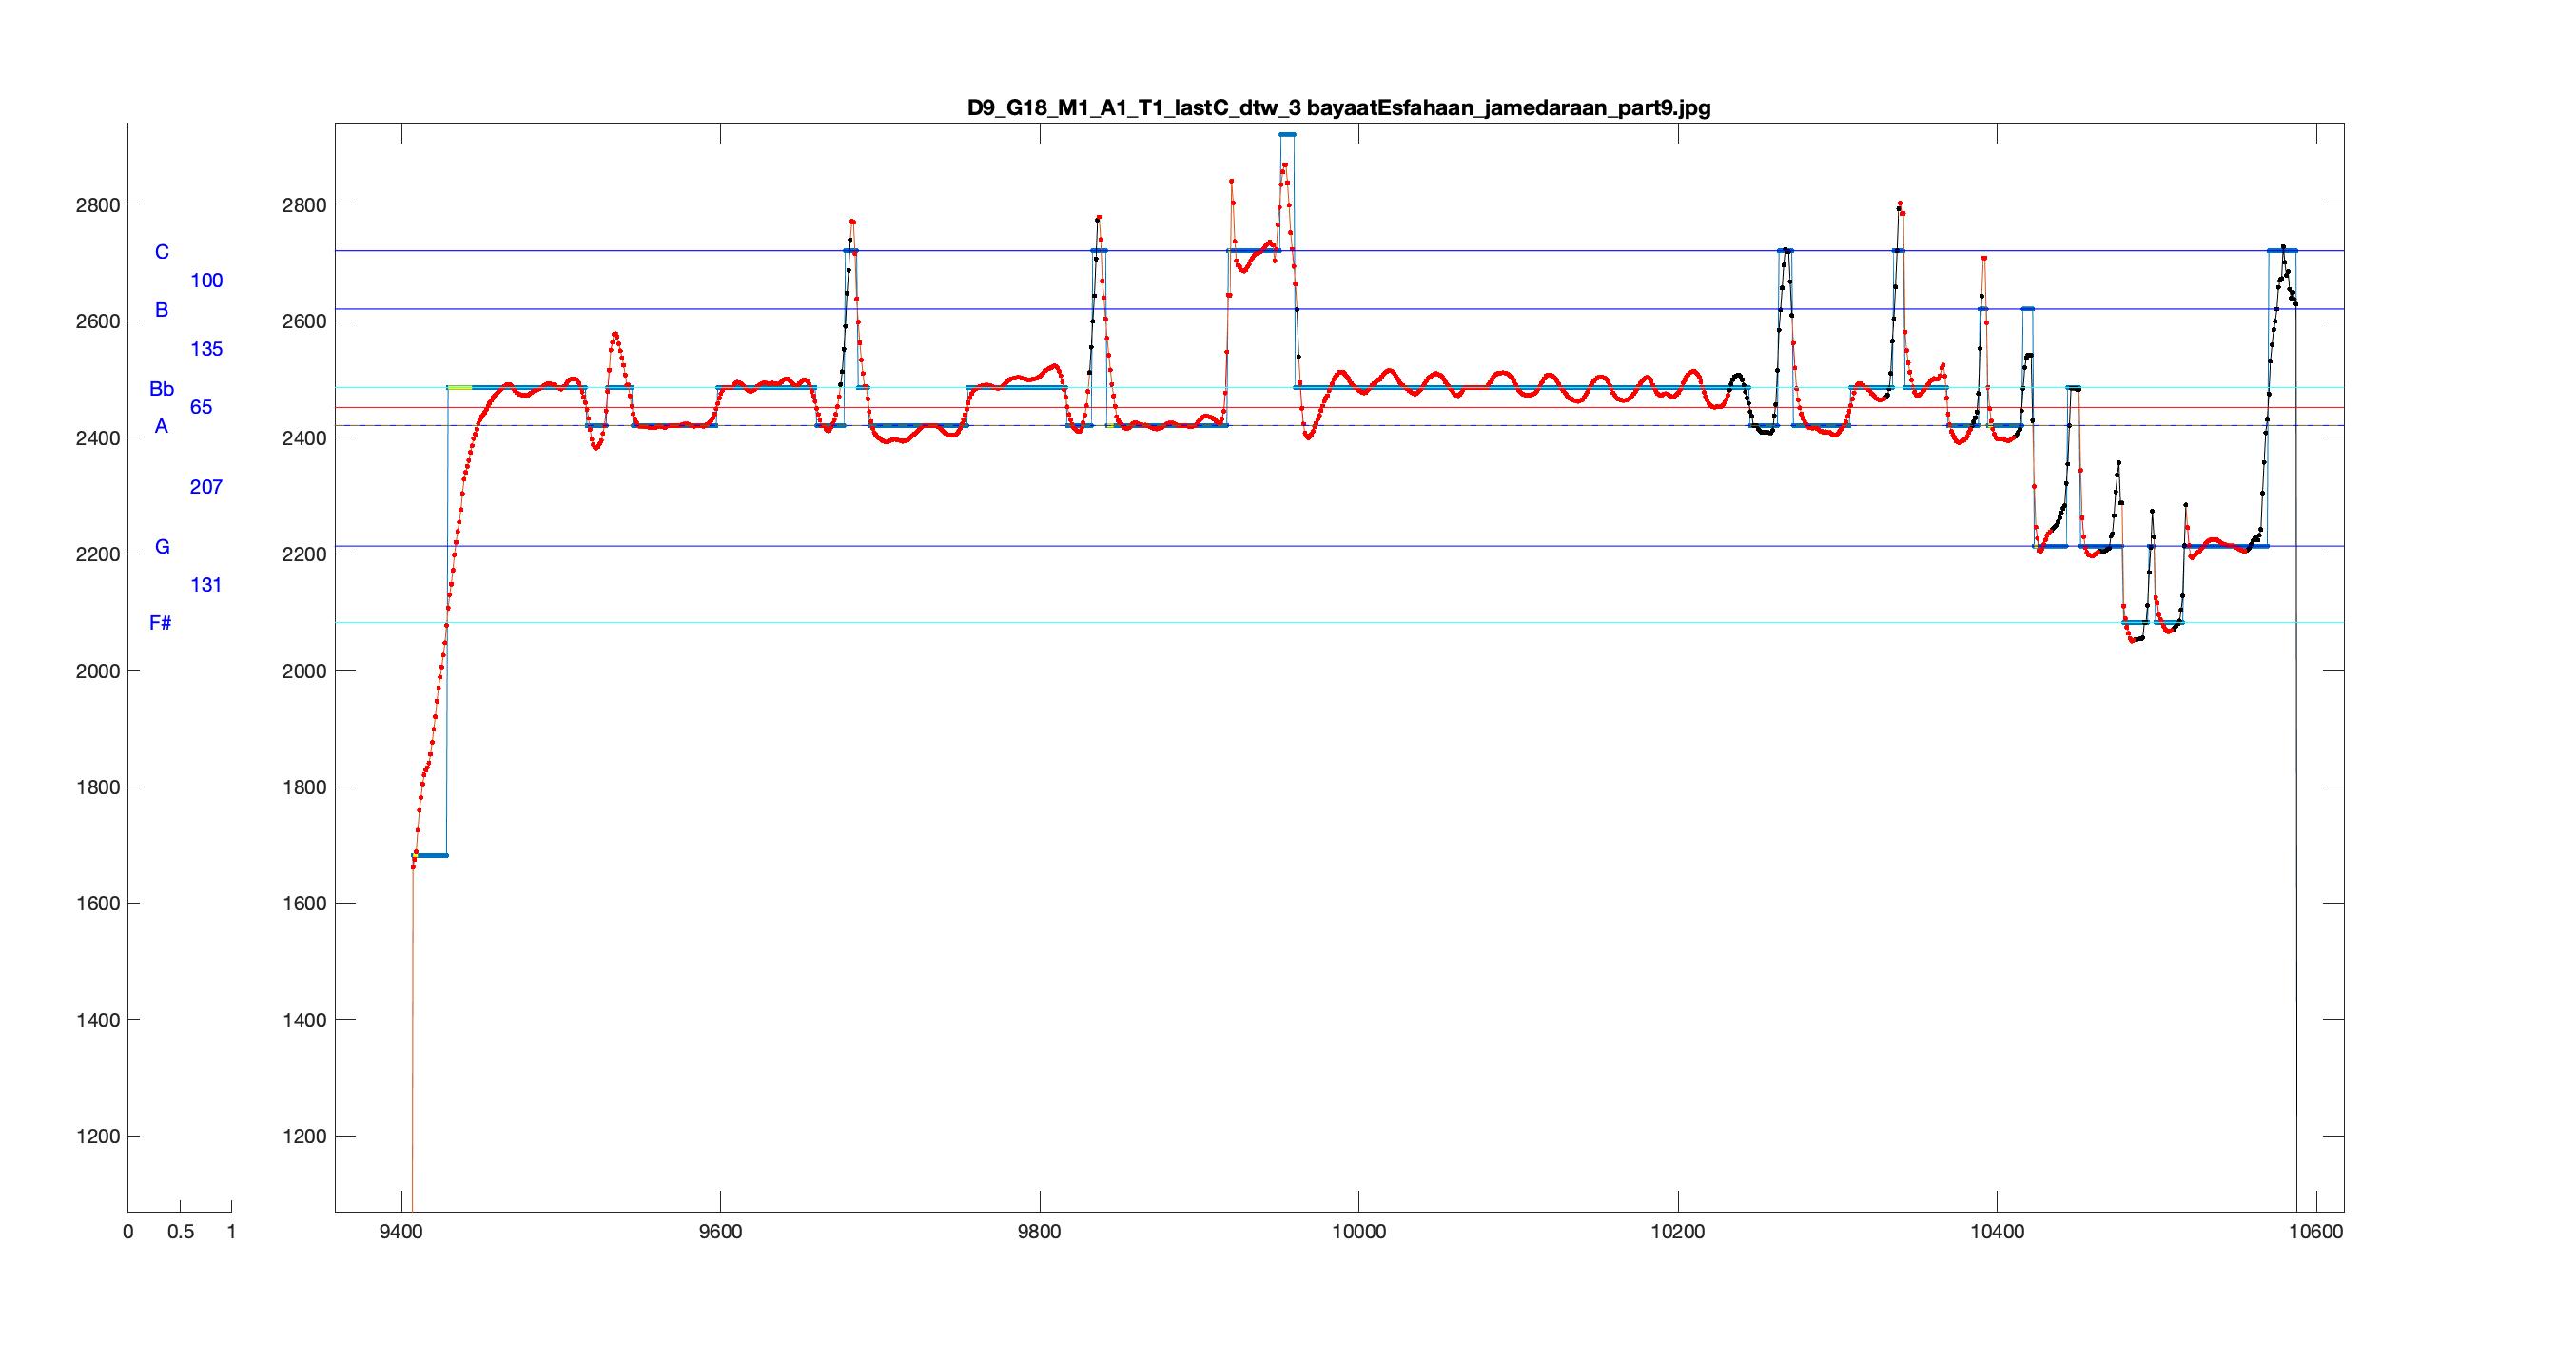 D9_G18_M1_A1_T1_lastC_dtw_3 bayaatEsfahaan_jamedaraan_part9.jpg
2800 2800
C
100
B
2600 2600
135
Bb
65
A
2400 2400
207
G
2200 2200
131
F#
2000 2000
1800 1800
1600 1600
1400 1400
1200 1200
0 0.5 1 9400 9600 9800 10000 10200 10400 10600